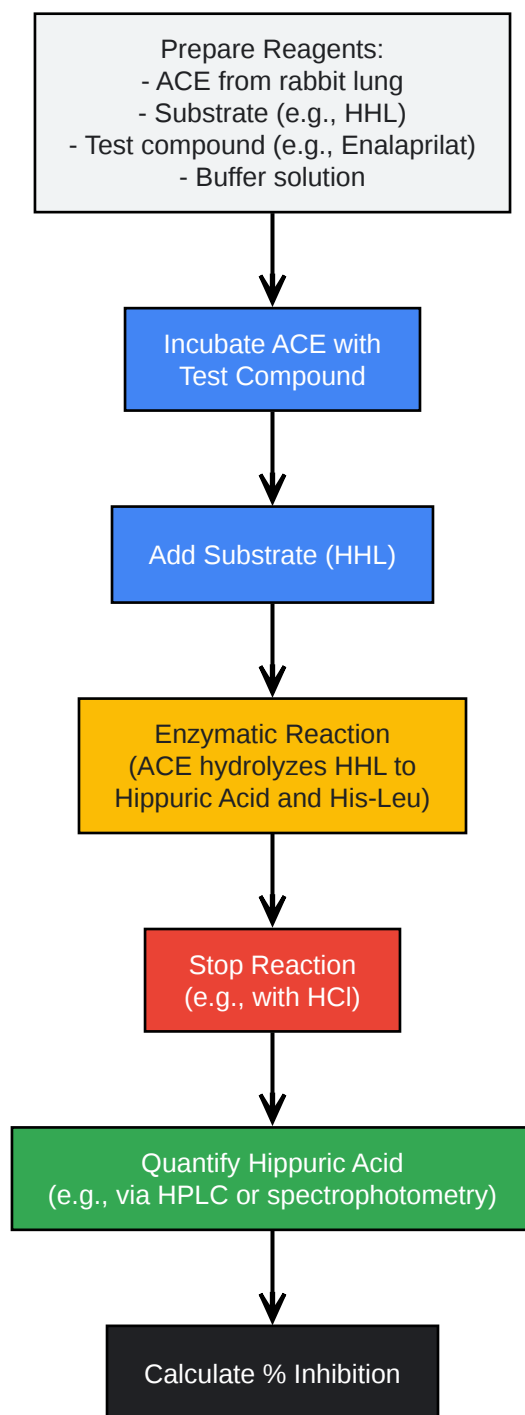 Prepare Reagents:
- ACE from rabbit lung
- Substrate (e.g., HHL)
- Test compound (e.g., Enalaprilat)
- Buffer solution
Incubate ACE with
Test Compound
Add Substrate (HHL)
Enzymatic Reaction
(ACE hydrolyzes HHL to
Hippuric Acid and His-Leu)
Stop Reaction
(e.g., with HCl)
Quantify Hippuric Acid
(e.g., via HPLC or spectrophotometry)
Calculate % Inhibition